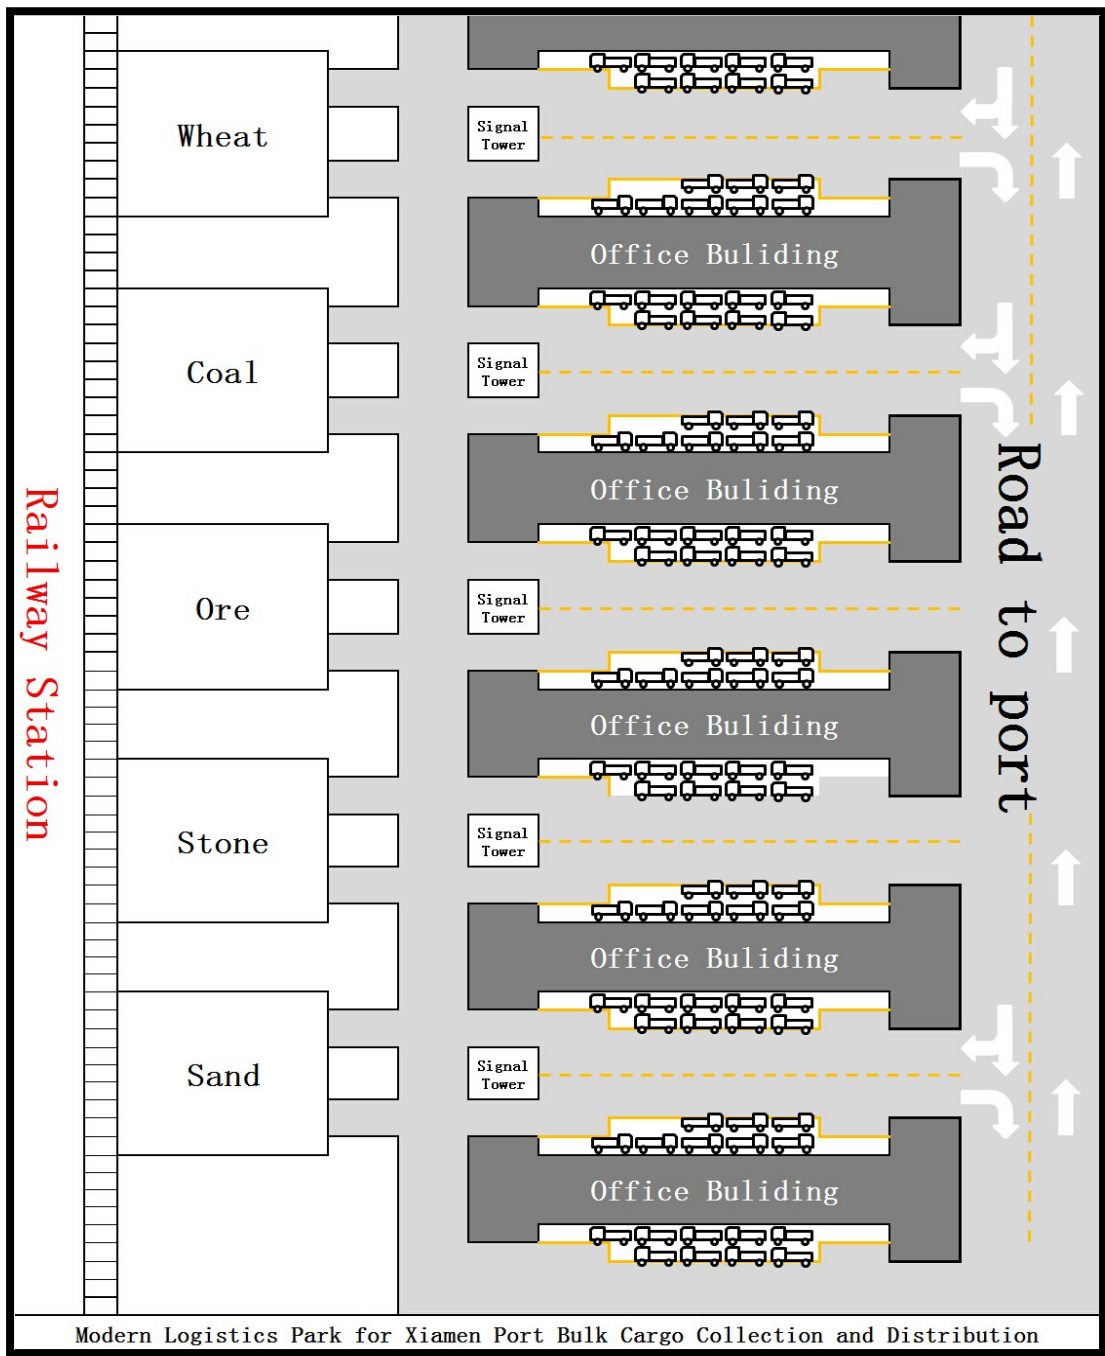 Wheat
Signal
Tower
Office Buliding
Coal
Signal
Tower
Office Buliding
Railway Station
Road to port
Ore
Signal
Tower
Office Buliding
Stone
Signal
Tower
Office Buliding
Sand
Signal
Tower
Office Buliding
Modern Logistics Park for Xiamen Port Bulk Cargo Collection and Distribution